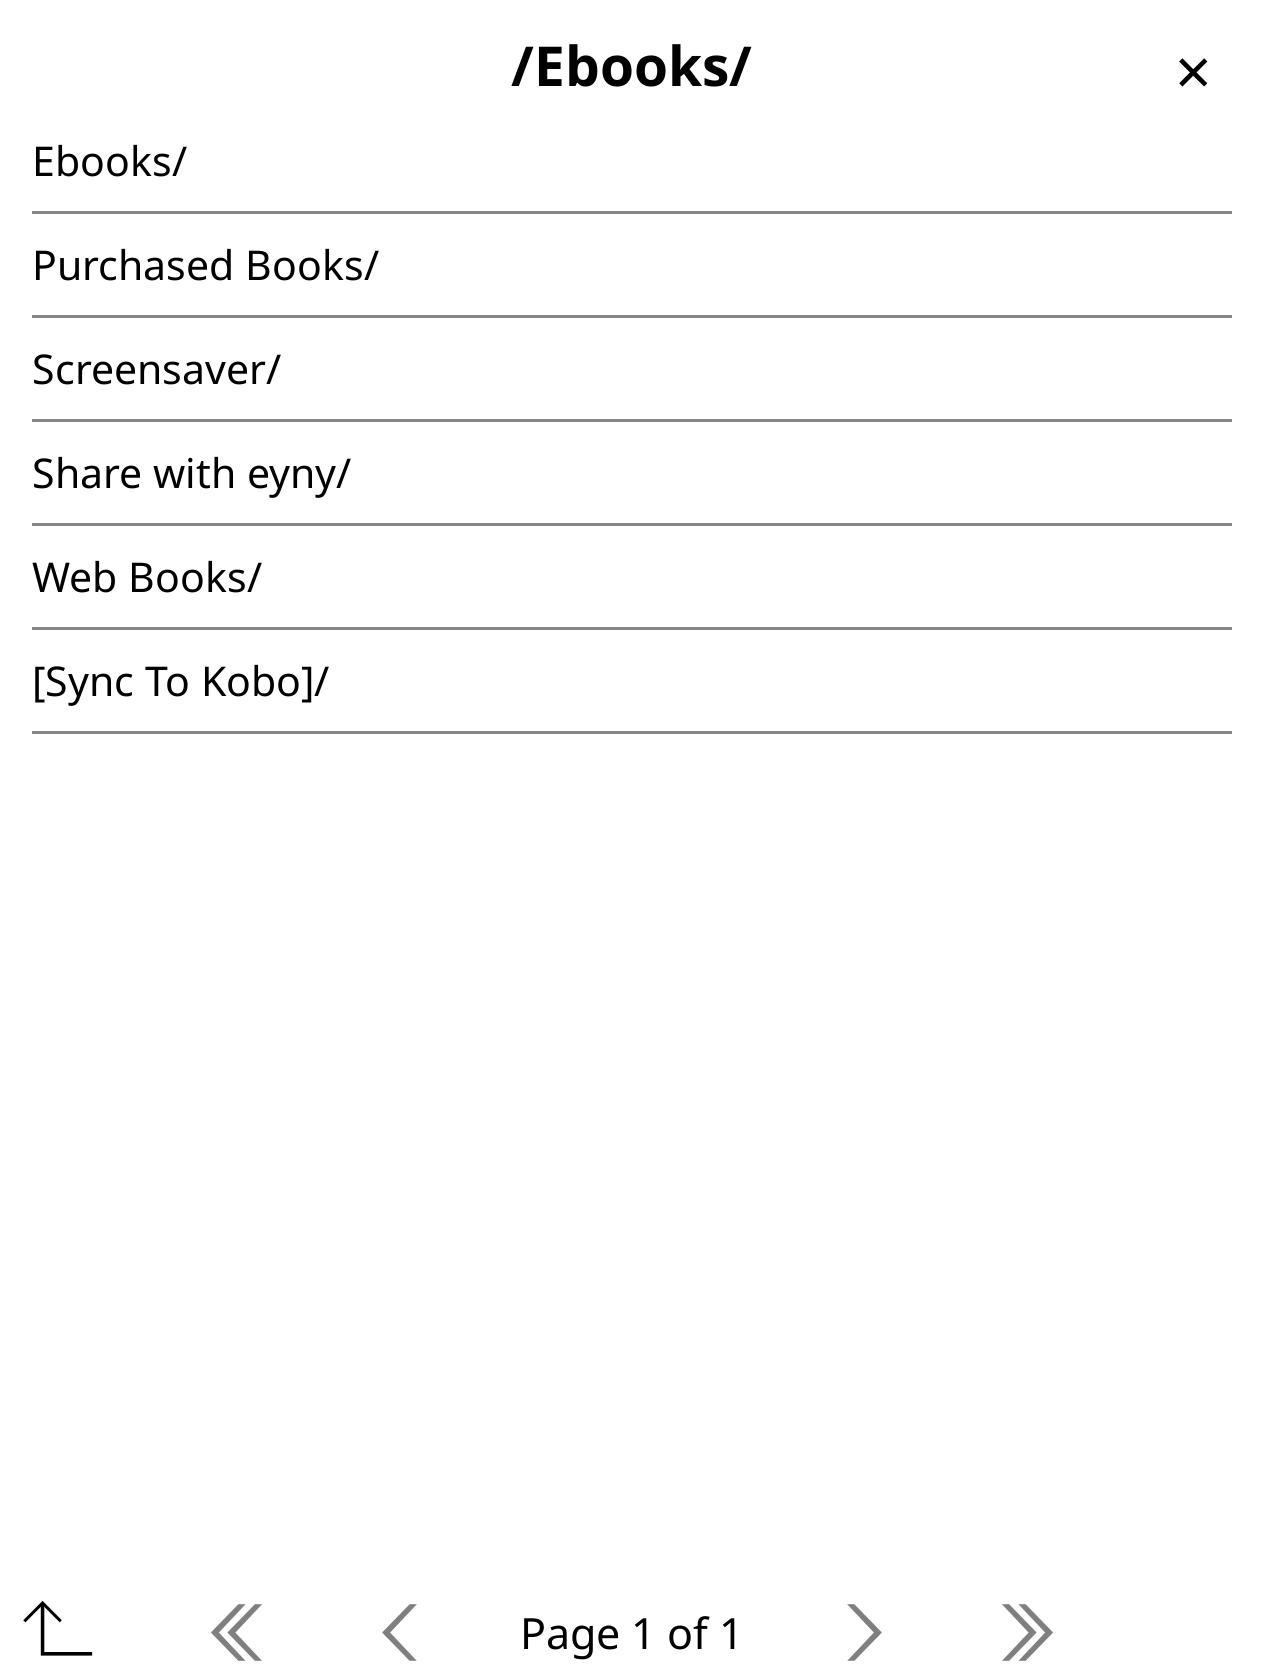 /Ebooks/
Ebooks/
Purchased Books/
Screensaver/
Share with eyny/
Web Books/
[Sync To Kobo]/
Page 1 of 1